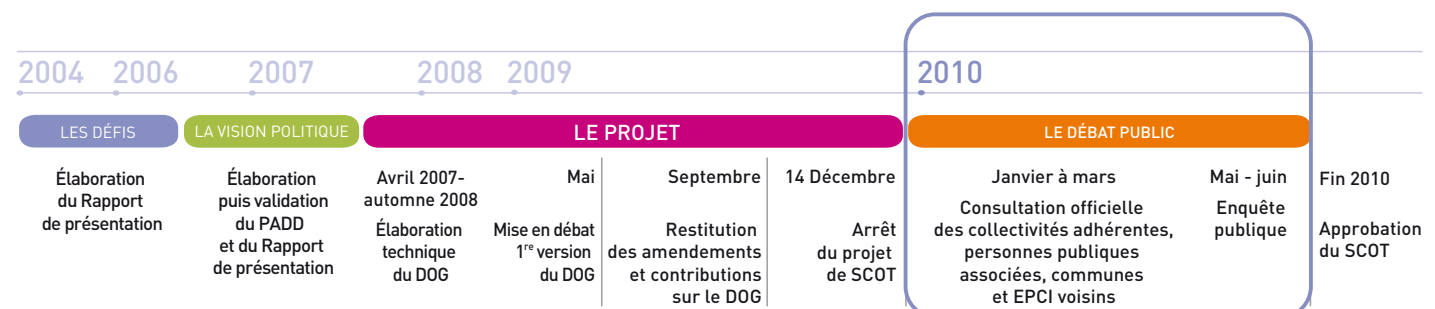 2004 2006 2007 2008 2009 2010
LES DÉFIS
LA VISION POLITIQUE
LE PROJET
LE DÉBAT PUBLIC
Élaboration
du Rapport
de présentation
Élaboration
puis validation
du PADD
et du Rapport
de présentation
Avril 2007-
automne 2008
Élaboration
technique
du DOG
Mai
Mise en débat
1re version
du DOG
Septembre
Restitution
des amendements
et contributions
sur le DOG
14 Décembre
Arrêt
du projet
de SCOT
Janvier à mars
Consultation officielle
des collectivités adhérentes,
personnes publiques
associées, communes
et EPCI voisins
Mai - juin
Enquête
publique
Fin 2010
Approbation
du SCOT